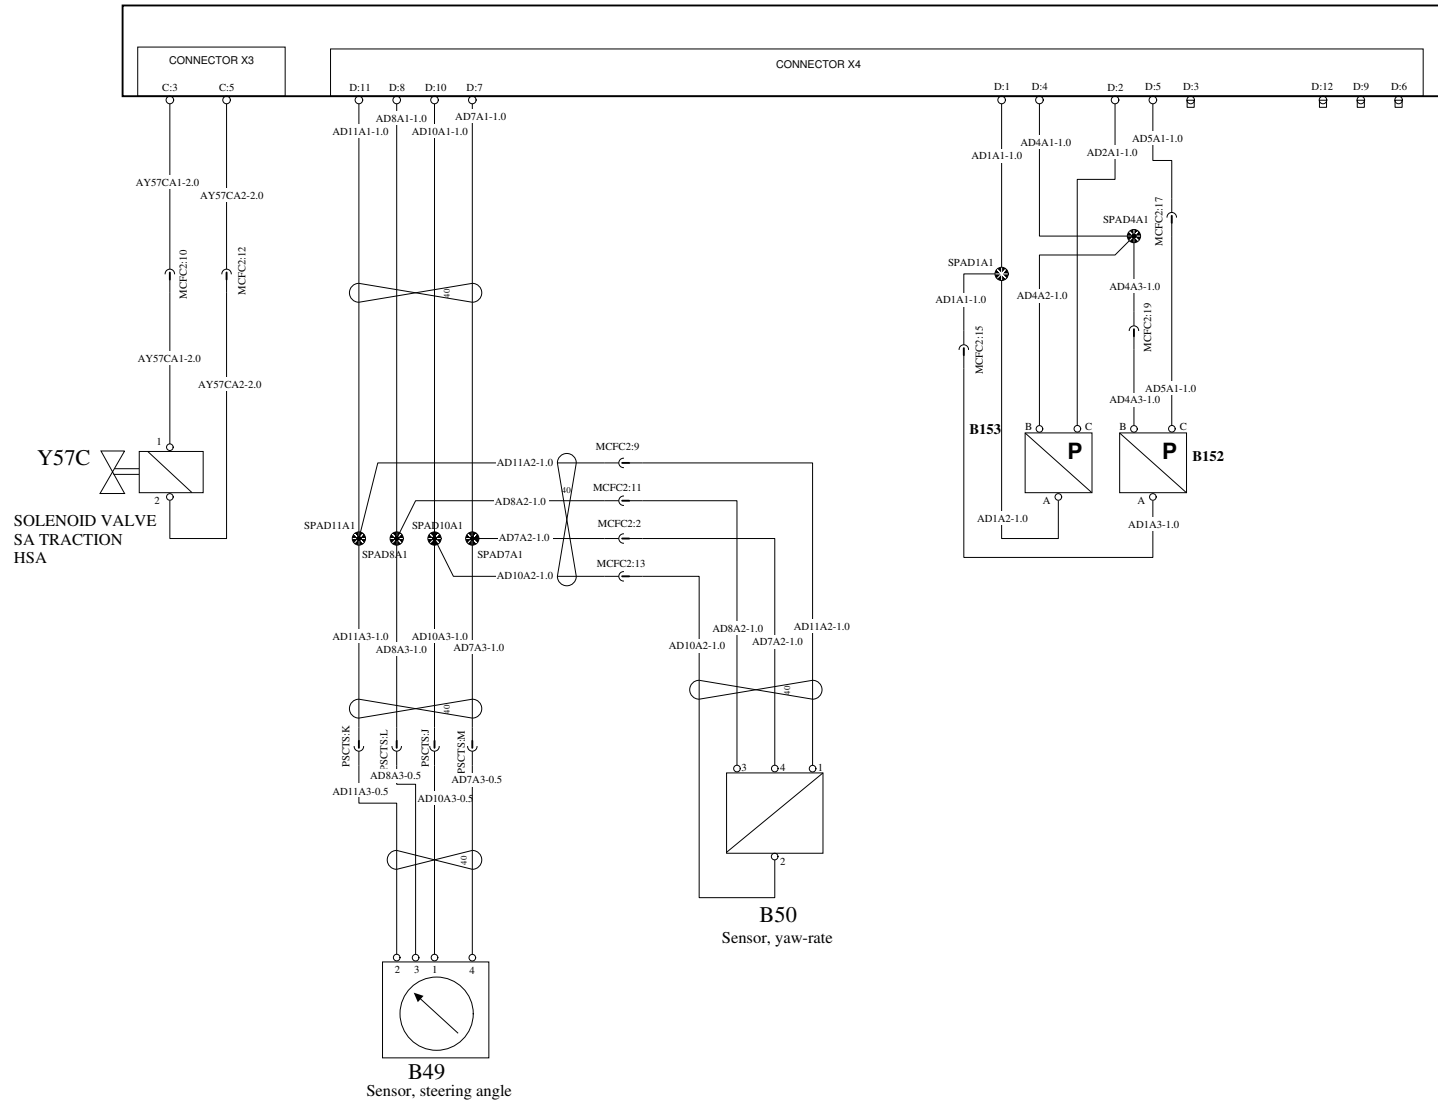 CONNECTOR X3
CONNECTOR X4
C:3
C:5
D:11
D:8
D:10
D:7
D:1
D:4
D:2
D:5
D:3
D:12
D:9
D:6
AD11A1-1.0
AD8A1-1.0
AD10A1-1.0
AD7A1-1.0
AD1A1-1.0
AD4A1-1.0
AD2A1-1.0
AD5A1-1.0
AY57CA1-2.0
AY57CA2-2.0
MCFC2:10
MCFC2:12
MCFC2:17
SPAD4A1
SPAD1A1
40
AD1A1-1.0
AD4A2-1.0
AD4A3-1.0
MCFC2:15
MCFC2:19
AY57CA1-2.0
AY57CA2-2.0
AD5A1-1.0
AD4A3-1.0
B153
B
C
P
B
C
P
B152
A
A
AD1A2-1.0
AD1A3-1.0
1
Y57C
2
SOLENOID VALVE
SA TRACTION
HSA
MCFC2:9
AD11A2-1.0
40
MCFC2:11
AD8A2-1.0
SPAD11A1
SPAD10A1
MCFC2:2
AD7A2-1.0
SPAD8A1
SPAD7A1
MCFC2:13
AD10A2-1.0
AD11A3-1.0
AD8A3-1.0
AD10A3-1.0
AD7A3-1.0
AD10A2-1.0
AD8A2-1.0
AD7A2-1.0
AD11A2-1.0
40
40
PSCTS:K
PSCTS:L
PSCTS:J
PSCTS:M
AD11A3-0.5
AD8A3-0.5
AD10A3-0.5
AD7A3-0.5
3
4
1
2
40
B50
Sensor, yaw-rate
2
3
1
4
B49
Sensor, steering angle